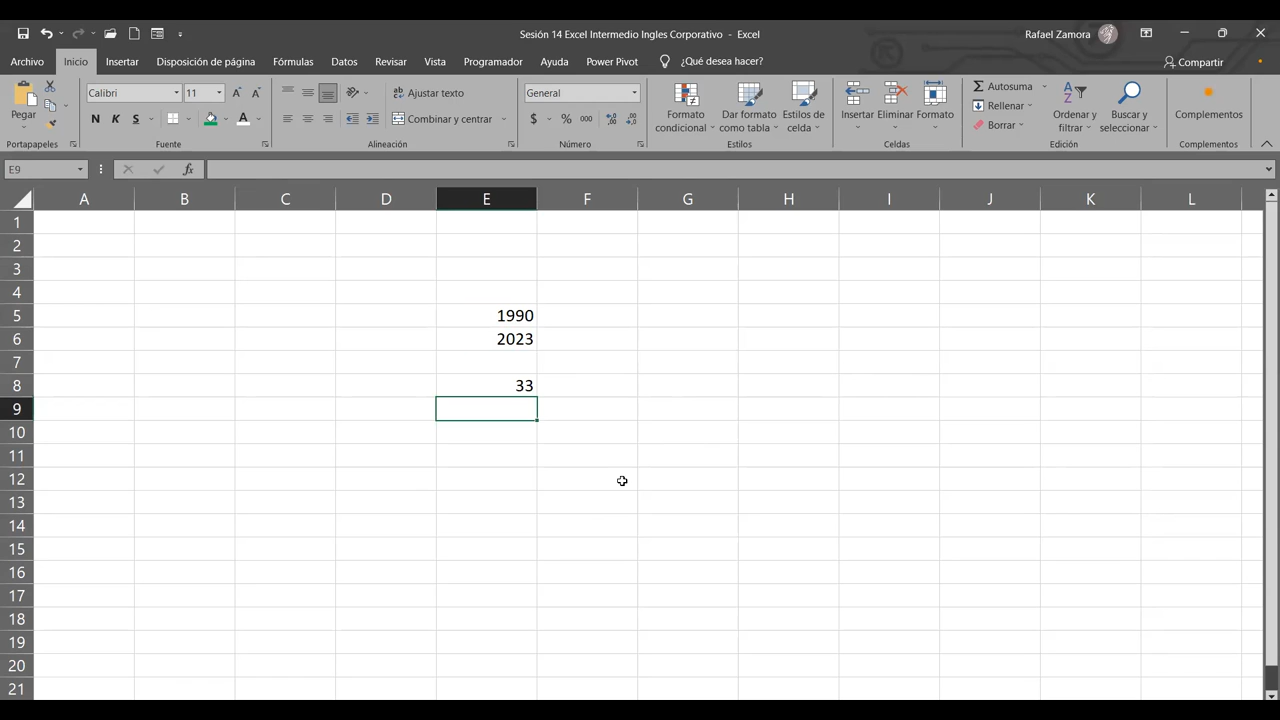 Sesión 14 Excel Intermedio Ingles Corporativo - Excel
Rafael Zamora
Archivo Inicio Insertar Disposición de página Fórmulas Datos Revisar Vista Programador Ayuda Power Pivot ¿Qué desea hacer? Compartir
Pegar
Calibri 11
N K S
Ajustar texto
Combinar y centrar
General
$ % 000
Formato condicional
Dar formato como tabla
Estilos de celda
Insertar Eliminar Formato
Autosuma
Rellenar
Borrar
Ordenar y filtrar
Buscar y seleccionar
Complementos
Portapapeles Fuente Alineación Número Estilos Celdas Edición Complementos
E9 fx
A B C D E F G H I J K L
1
2
3
4
5 1990
6 2023
7
8 33
9
10
11
12
13
14
15
16
17
18
19
20
21